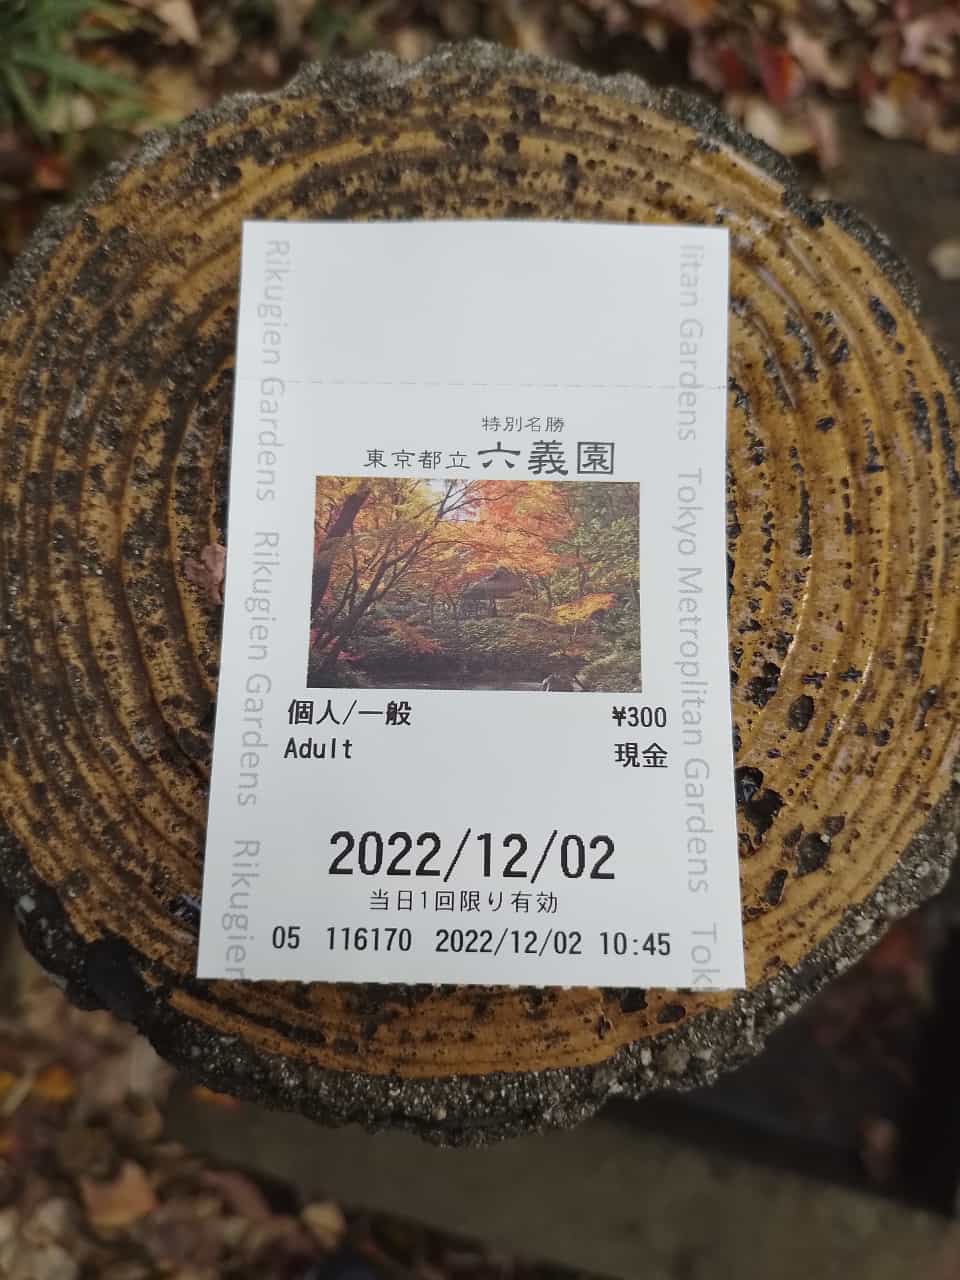 特別名勝
東京都立 六義園
個人/一般 ¥300
Adult 現金
2022/12/02
当日1回限り有効
05 116170 2022/12/02 10:45
Rikugien Gardens Rikugien Gardens Rikugien
litan Gardens Tokyo Metroplitan Gardens Tok